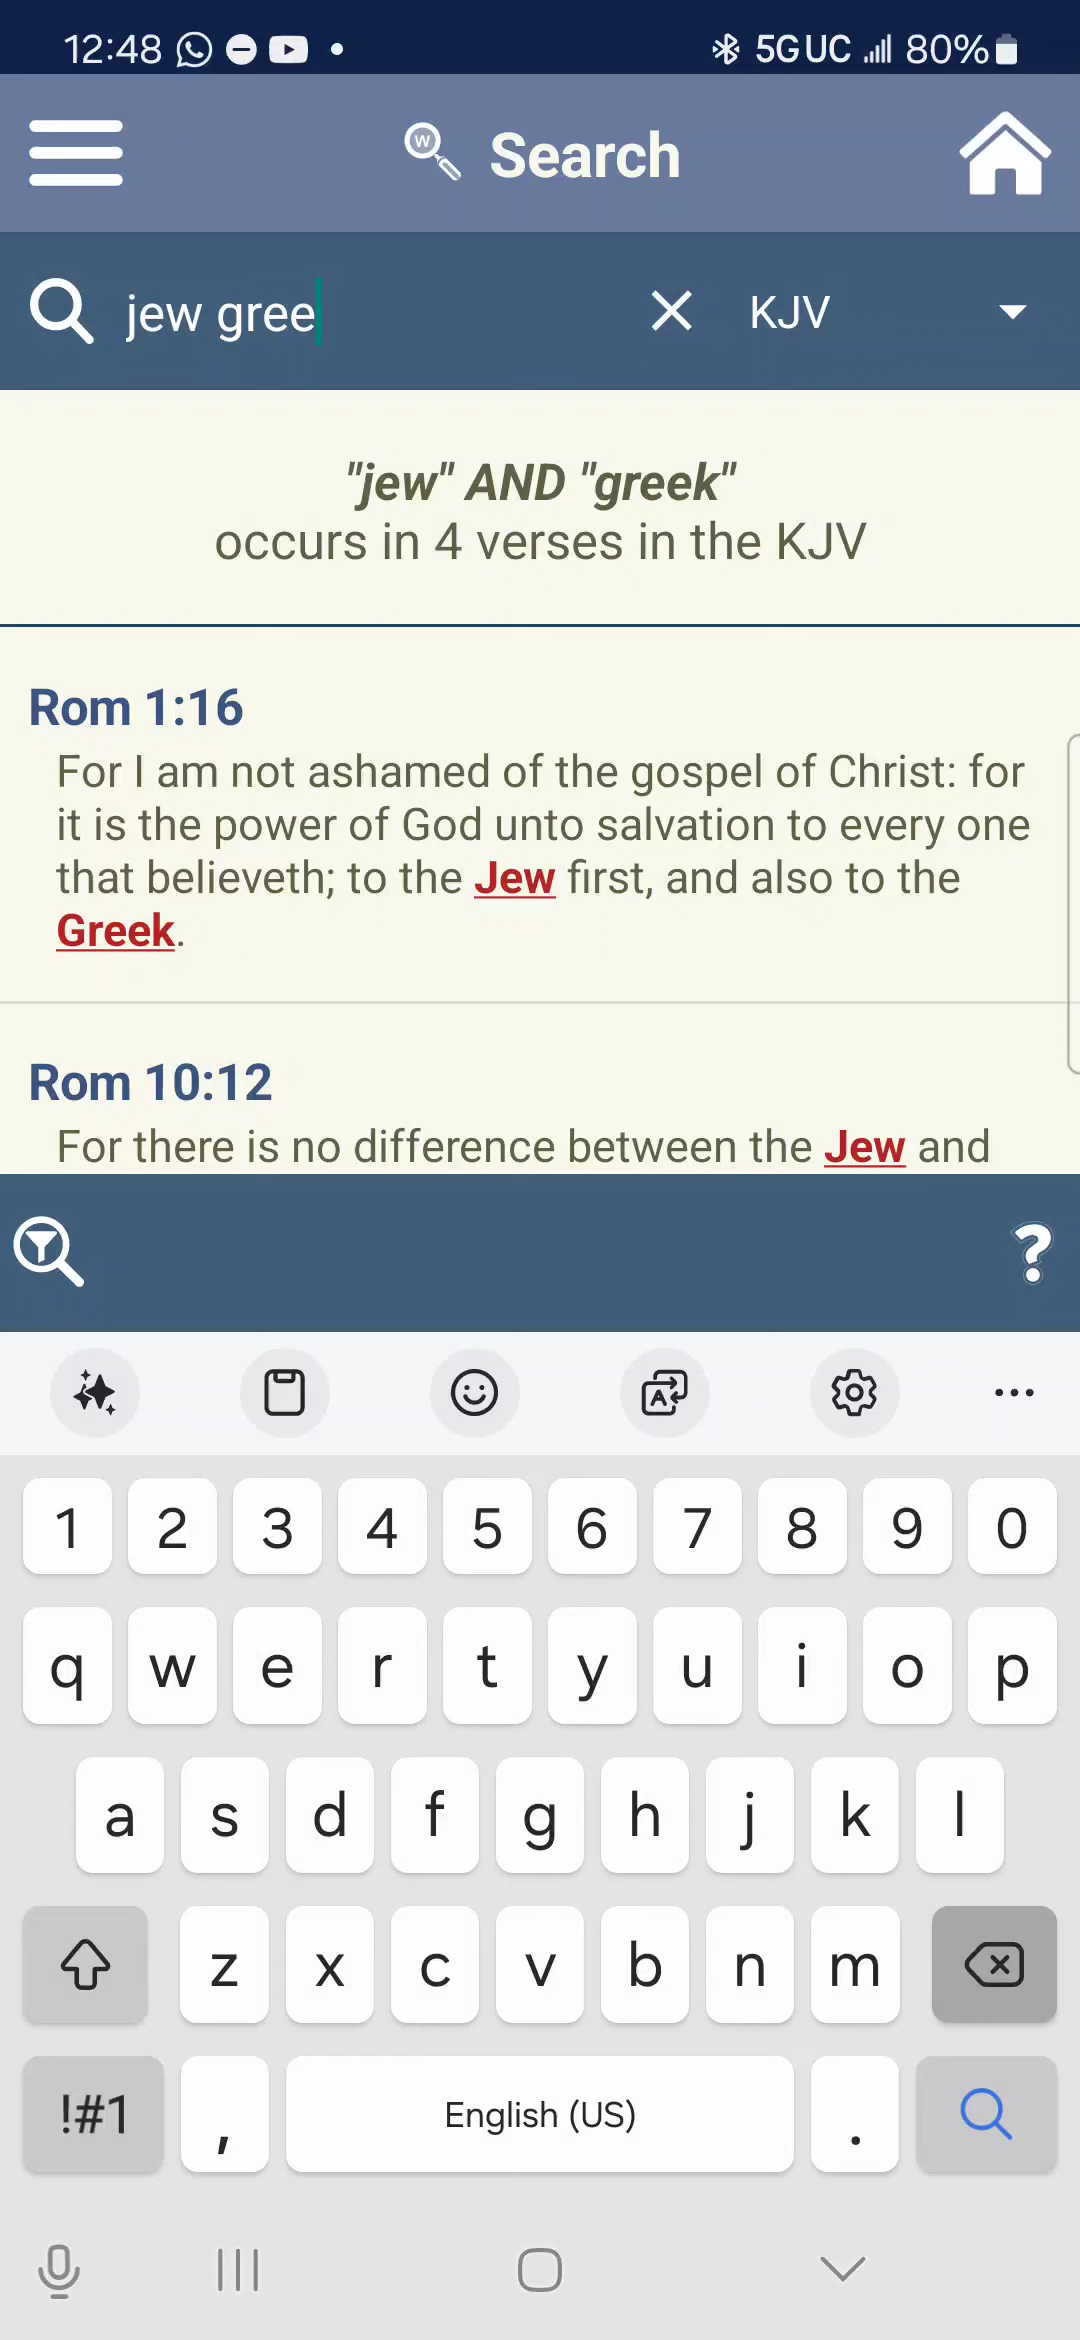 12:48 5G UC 80%
W Search
jew gree KJV
"jew" AND "greek"
occurs in 4 verses in the KJV
Rom 1:16
For I am not ashamed of the gospel of Christ: for
it is the power of God unto salvation to every one
that believeth; to the Jew first, and also to the
Greek.
Rom 10:12
For there is no difference between the Jew and
?
A
1 2 3 4 5 6 7 8 9 0
q w e r t y u i o p
a s d f g h j k l
z x c v b n m
!#1 , English (US) .